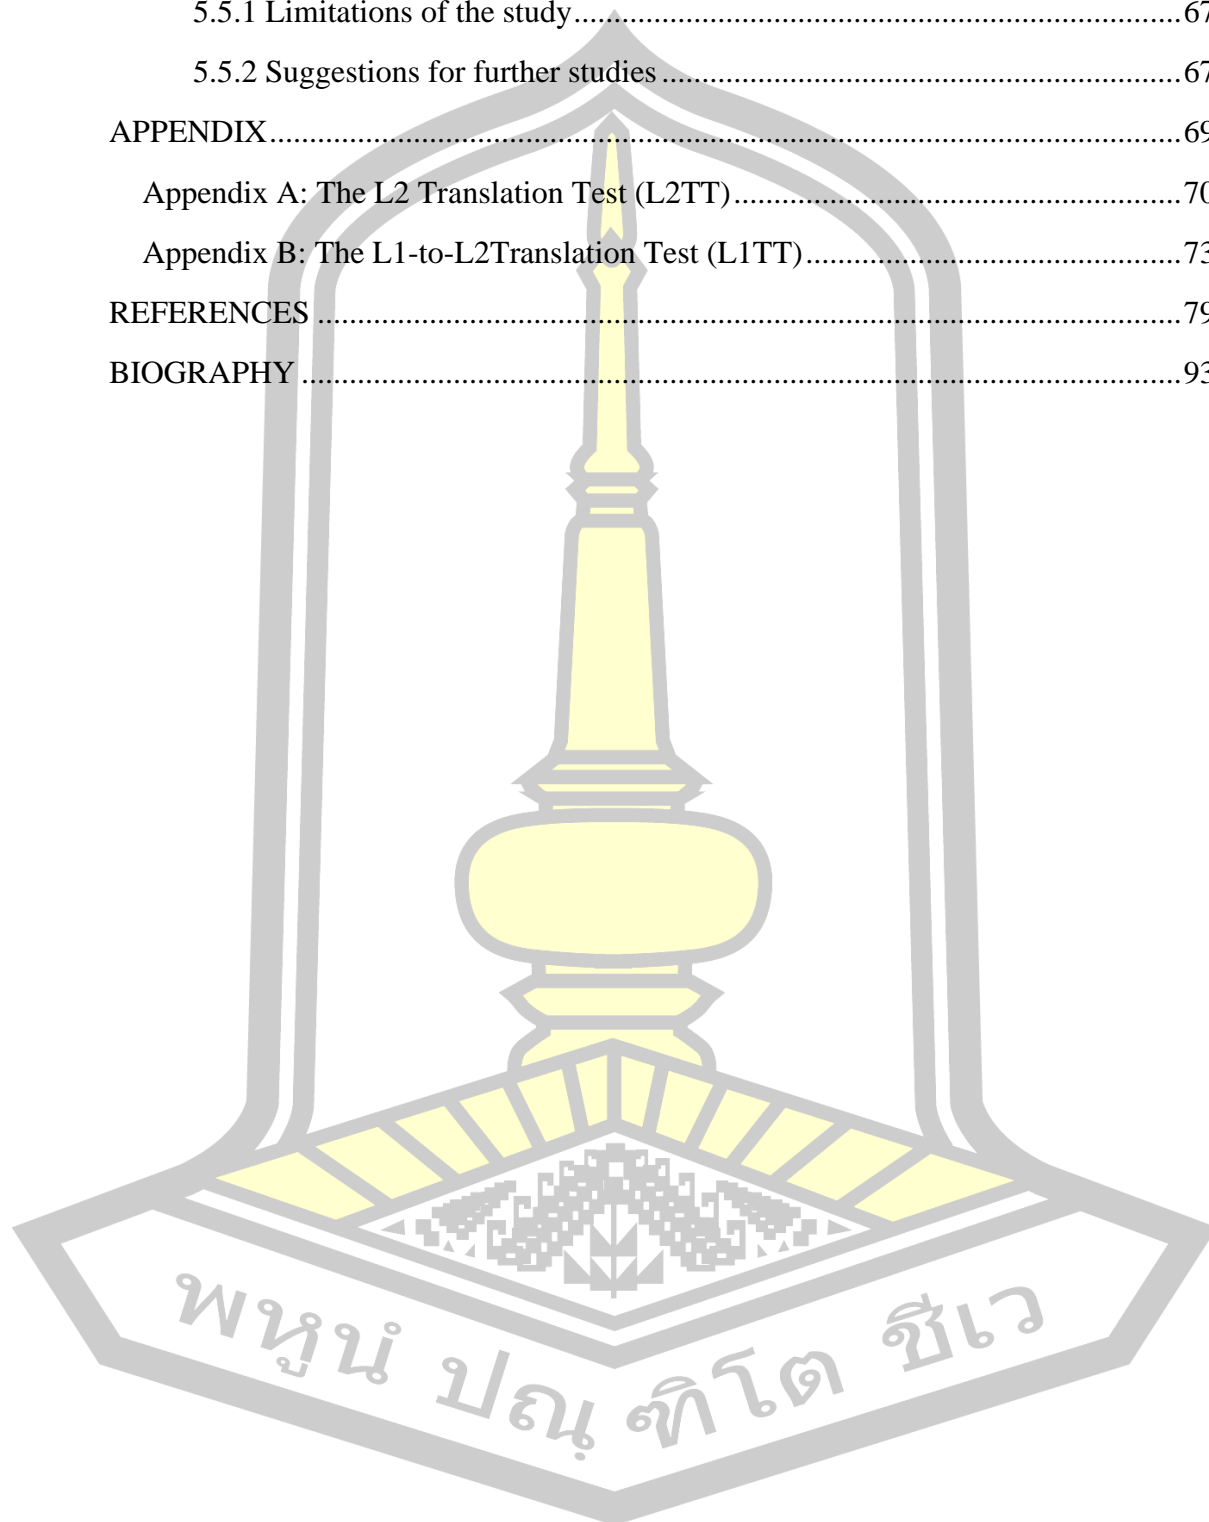 5.5.1 Limitations of the study................................................................................67
5.5.2 Suggestions for further studies.....................................................................67
APPENDIX....................................................................................................................69
Appendix A: The L2 Translation Test (L2TT)........................................................70
Appendix B: The L1-to-L2Translation Test (L1TT)...............................................73
REFERENCES..............................................................................................................79
BIOGRAPHY................................................................................................................93
พหูนํ ปณฺฑิโต ชีเว